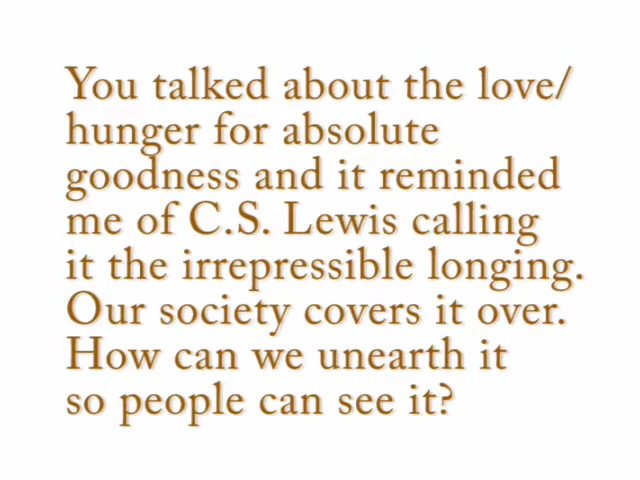 You talked about the love/
hunger for absolute
goodness and it reminded
me of C.S. Lewis calling
it the irrepressible longing.
Our society covers it over.
How can we unearth it
so people can see it?